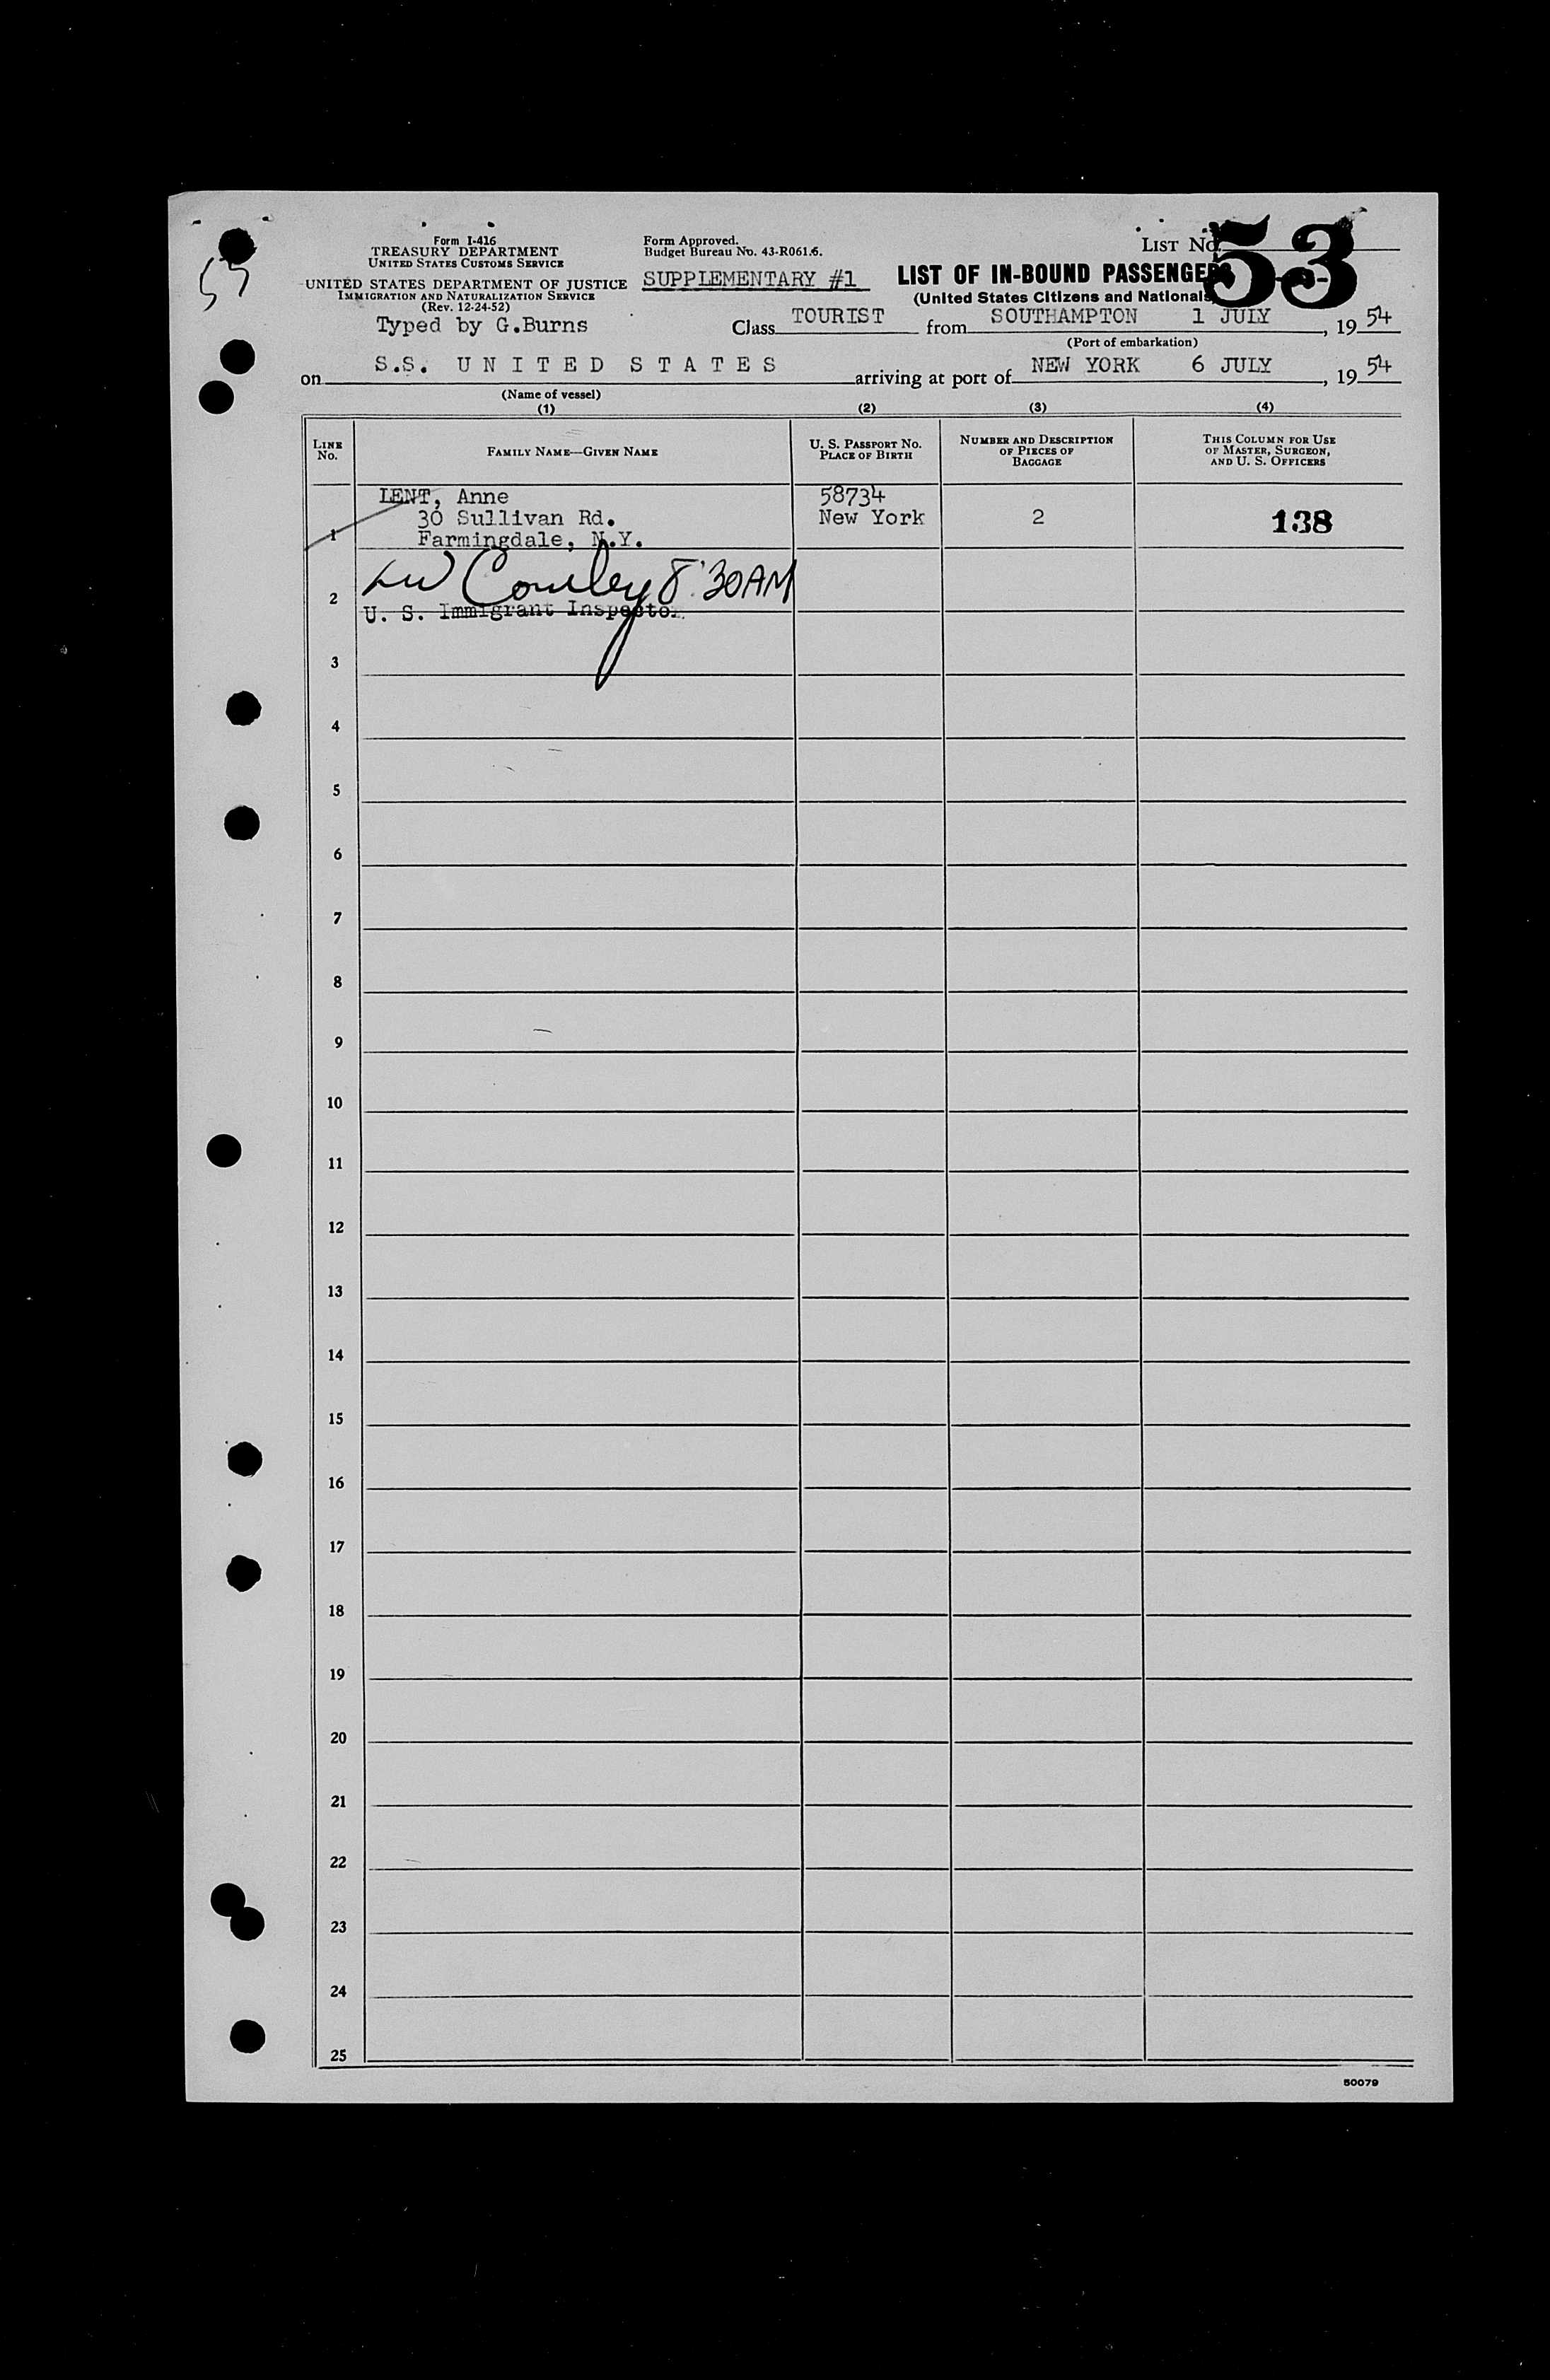 Form I-416
TREASURY DEPARTMENT
UNITED STATES CUSTOMS SERVICE
UNITED STATES DEPARTMENT OF JUSTICE
IMMIGRATION AND NATURALIZATION SERVICE
(Rev. 12-24-52)
Typed by G.Burns
Form Approved.
Budget Bureau No. 43-R061.6.
SUPPLEMENTARY #1
LIST No.
53
LIST OF IN-BOUND PASSENGERS
(United States Citizens and Nationals
Class TOURIST from SOUTHAMPTON 1 JULY, 19 54
(Port of embarkation)
on S.S. UNITED STATES arriving at port of NEW YORK 6 JULY, 19 54
(Name of vessel)
(1) (2) (3) (4)
LINE No.
FAMILY NAME—GIVEN NAME
U. S. PASSPORT No.
PLACE OF BIRTH
NUMBER AND DESCRIPTION
OF PIECES OF
BAGGAGE
THIS COLUMN FOR USE
OF MASTER, SURGEON,
AND U. S. OFFICERS
LENT, Anne 58734
30 Sullivan Rd. New York 2 138
1 Farmingdale, N.Y.
8:30AM
2 U. S. Immigrant Inspector
3
4
5
6
7
8
9
10
11
12
13
14
15
16
17
18
19
20
21
22
23
24
25
50079